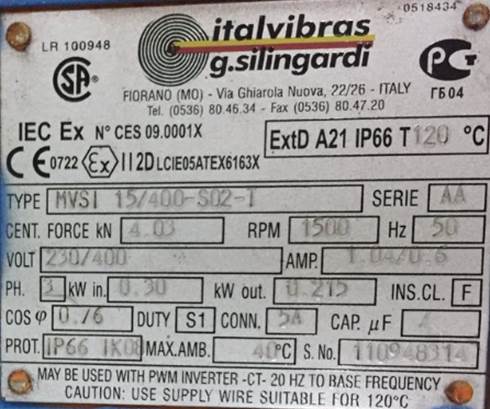 0518434
LR 100948
italvibras
g.silingardi
SA
PC
ГБ04
FIORANO (MO) - Via Ghiarola Nuova, 22/26 - ITALY
Tel. (0536) 80.46.34 - Fax (0536) 80.47.20
IEC Ex N° CES 09.0001X
ExtD A21 IP66 T120 °C
CE 0722 Ex II2D LCIE05ATEX6163X
TYPE MVSI 15/400-S02-T SERIE AA
CENT. FORCE kN 4.03 RPM 1500 Hz 50
VOLT 230/400 AMP. 1.04/0.6
PH. 3 kW in. 0.30 kW out. 0.215 INS.CL. F
COS φ 0.76 DUTY S1 CONN. CAP. µF
PROT. IP66 IK08 MAX.AMB. 40°C S. No. 110948314
MAY BE USED WITH PWM INVERTER -CT- 20 HZ TO BASE FREQUENCY
CAUTION: USE SUPPLY WIRE SUITABLE FOR 120°C